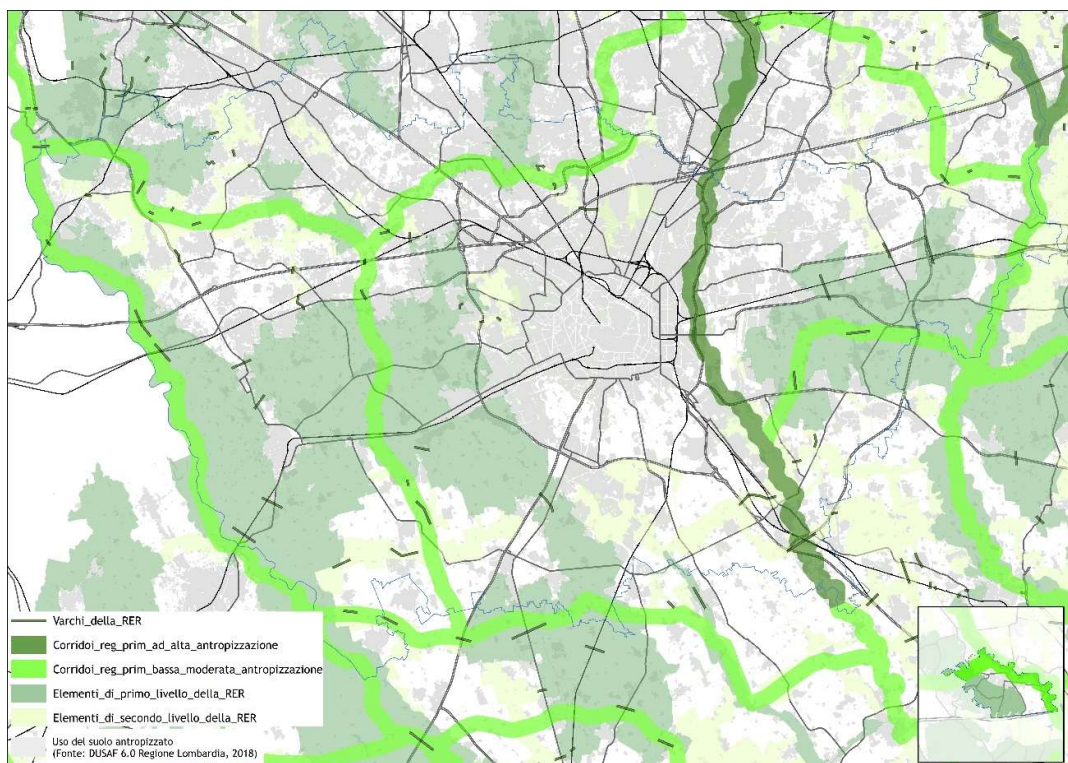 Varchi_della_RER
Corridoi_reg_prim_ad_alta_antropizzazione
Corridoi_reg_prim_bassa_moderata_antropizzazione
Elementi_di_primo_livello_della_RER
Elementi_di_secondo_livello_della_RER
Uso del suolo antropizzato
(Fonte: DUSAF 6.0 Regione Lombardia, 2018)